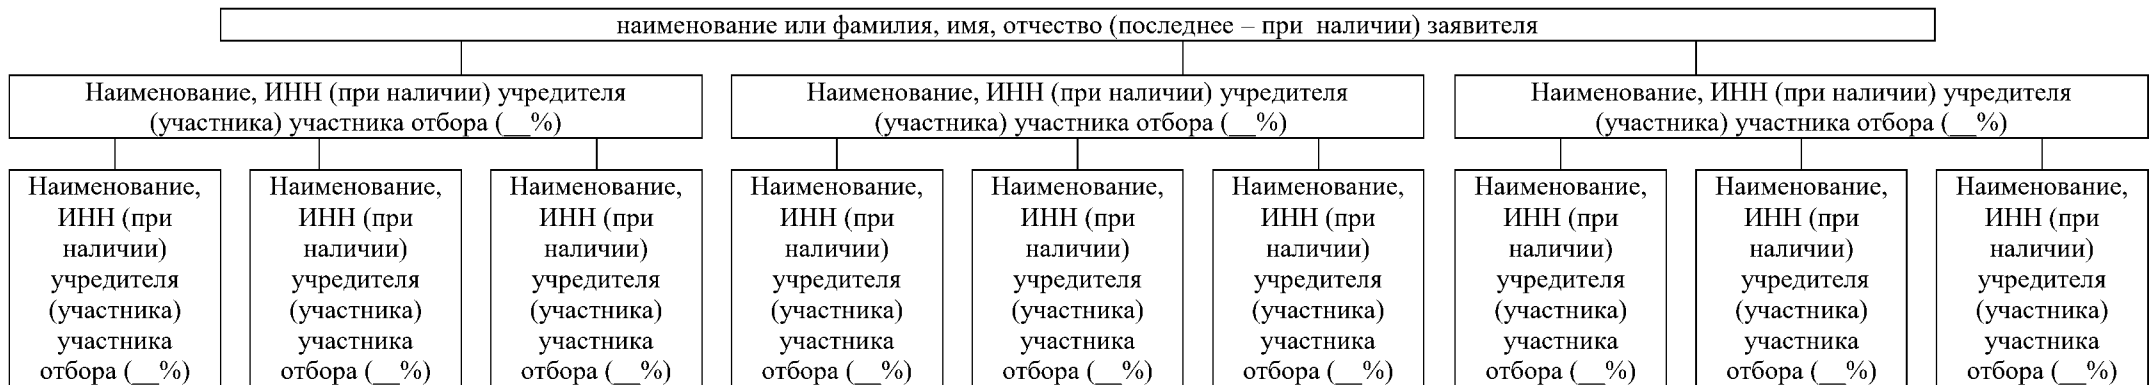 наименование или фамилия, имя, отчество (последнее – при наличии) заявителя
Наименование, ИНН (при наличии) учредителя
(участника) участника отбора (__%)
Наименование, ИНН (при наличии) учредителя
(участника) участника отбора (__%)
Наименование, ИНН (при наличии) учредителя
(участника) участника отбора (__%)
Наименование,
ИНН (при
наличии)
учредителя
(участника)
участника
отбора (__%)
Наименование,
ИНН (при
наличии)
учредителя
(участника)
участника
отбора (__%)
Наименование,
ИНН (при
наличии)
учредителя
(участника)
участника
отбора (__%)
Наименование,
ИНН (при
наличии)
учредителя
(участника)
участника
отбора (__%)
Наименование,
ИНН (при
наличии)
учредителя
(участника)
участника
отбора (__%)
Наименование,
ИНН (при
наличии)
учредителя
(участника)
участника
отбора (__%)
Наименование,
ИНН (при
наличии)
учредителя
(участника)
участника
отбора (__%)
Наименование,
ИНН (при
наличии)
учредителя
(участника)
участника
отбора (__%)
Наименование,
ИНН (при
наличии)
учредителя
(участника)
участника
отбора (__%)